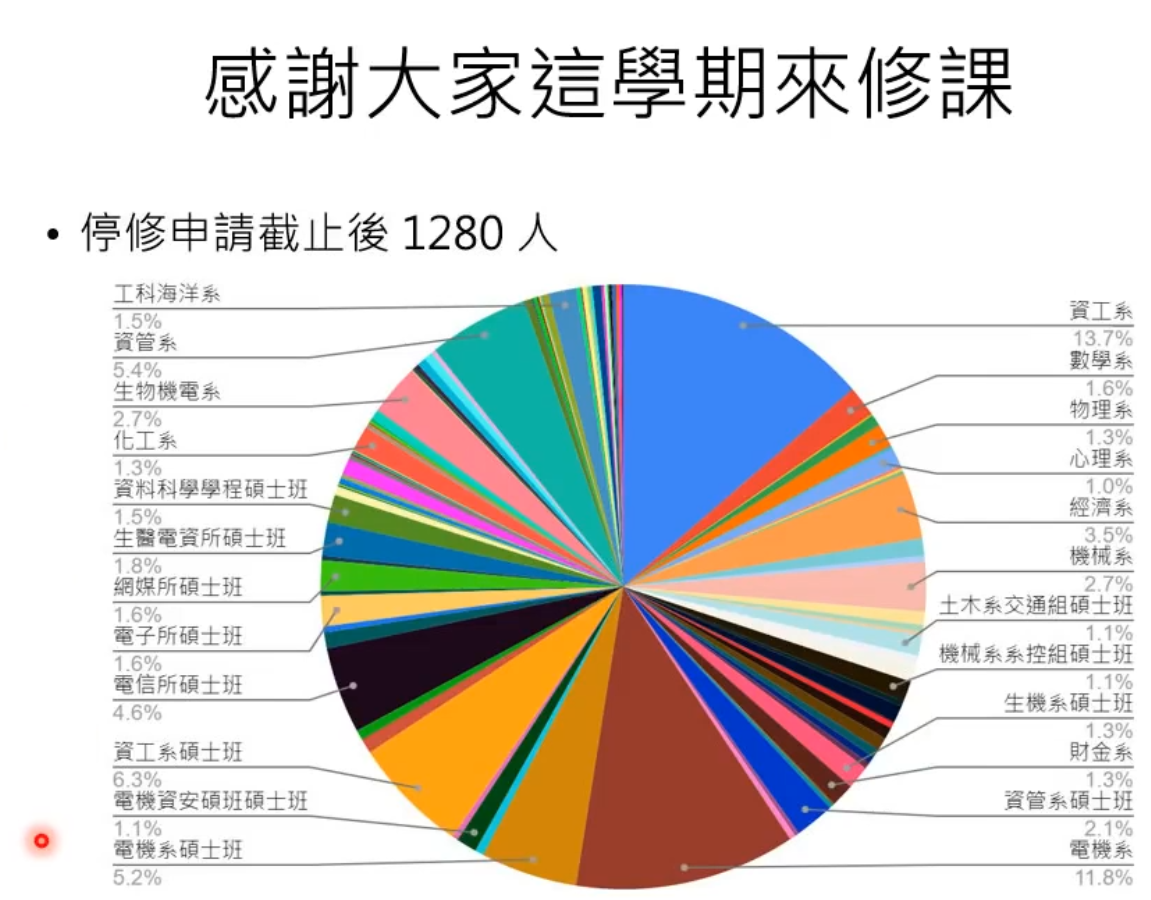 感謝大家這學期來修課
• 停修申請截止後 1280 人
工科海洋系
1.5%
資管系
5.4%
生物機電系
2.7%
化工系
1.3%
資料科學學程碩士班
1.5%
生醫電資所碩士班
1.8%
網媒所碩士班
1.6%
電子所碩士班
1.6%
電信所碩士班
4.6%
資工系碩士班
6.3%
電機資安碩班碩士班
1.1%
電機系碩士班
5.2%
資工系
13.7%
數學系
1.6%
物理系
1.3%
心理系
1.0%
經濟系
3.5%
機械系
2.7%
土木系交通組碩士班
1.1%
機械系系控組碩士班
1.1%
生機系碩士班
1.3%
財金系
1.3%
資管系碩士班
2.1%
電機系
11.8%